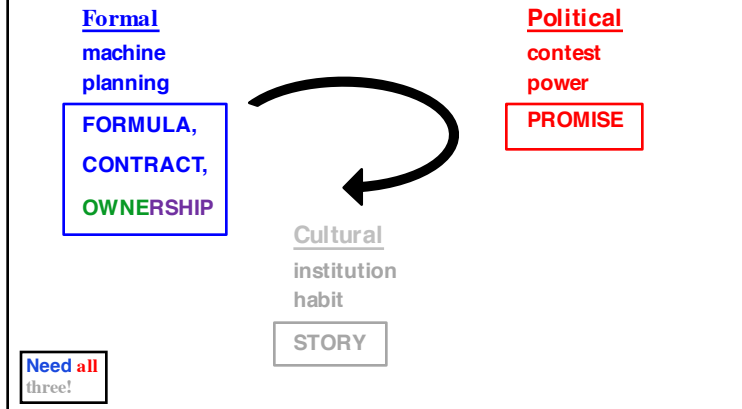 Formal
machine
planning
FORMULA,
CONTRACT,
OWNERSHIP
Political
contest
power
PROMISE
Cultural
institution
habit
STORY
Need all
three!